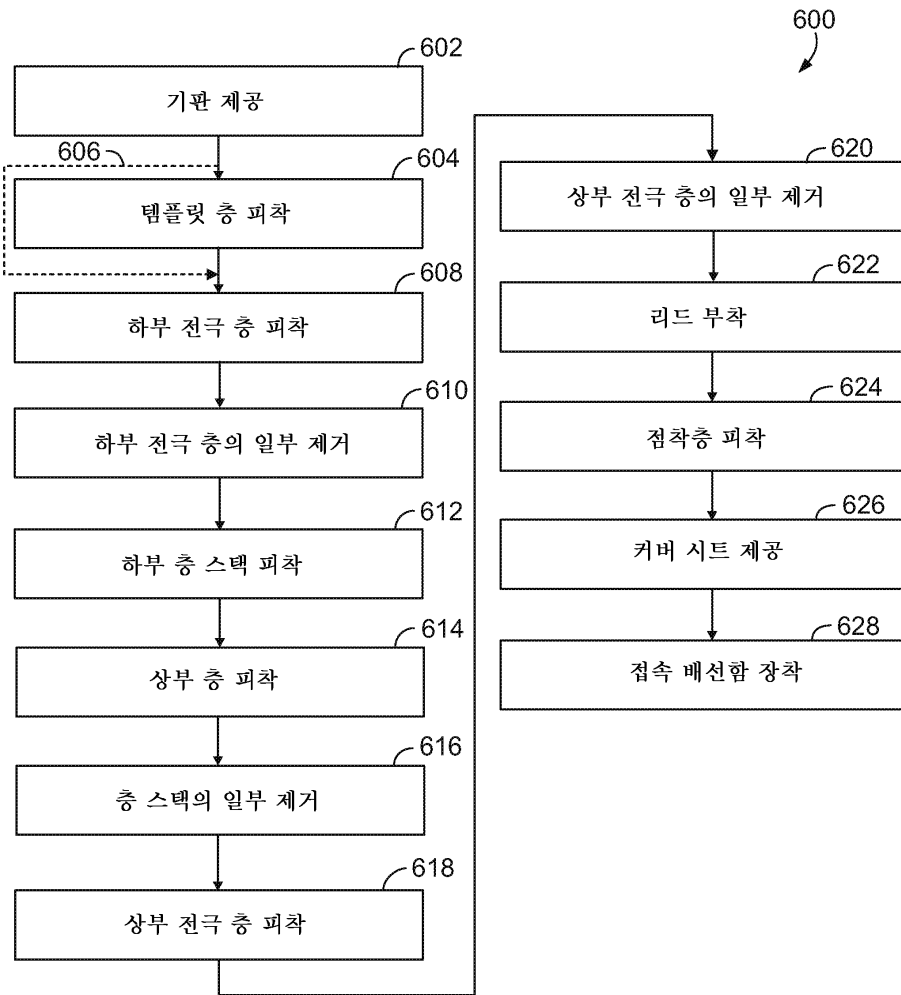 600
602
기판 제공
606
604
템플릿 층 피착
608
하부 전극 층 피착
610
하부 전극 층의 일부 제거
612
하부 층 스택 피착
614
상부 층 피착
616
층 스택의 일부 제거
618
상부 전극 층 피착
620
상부 전극 층의 일부 제거
622
리드 부착
624
점착층 피착
626
커버 시트 제공
628
접속 배선함 장착